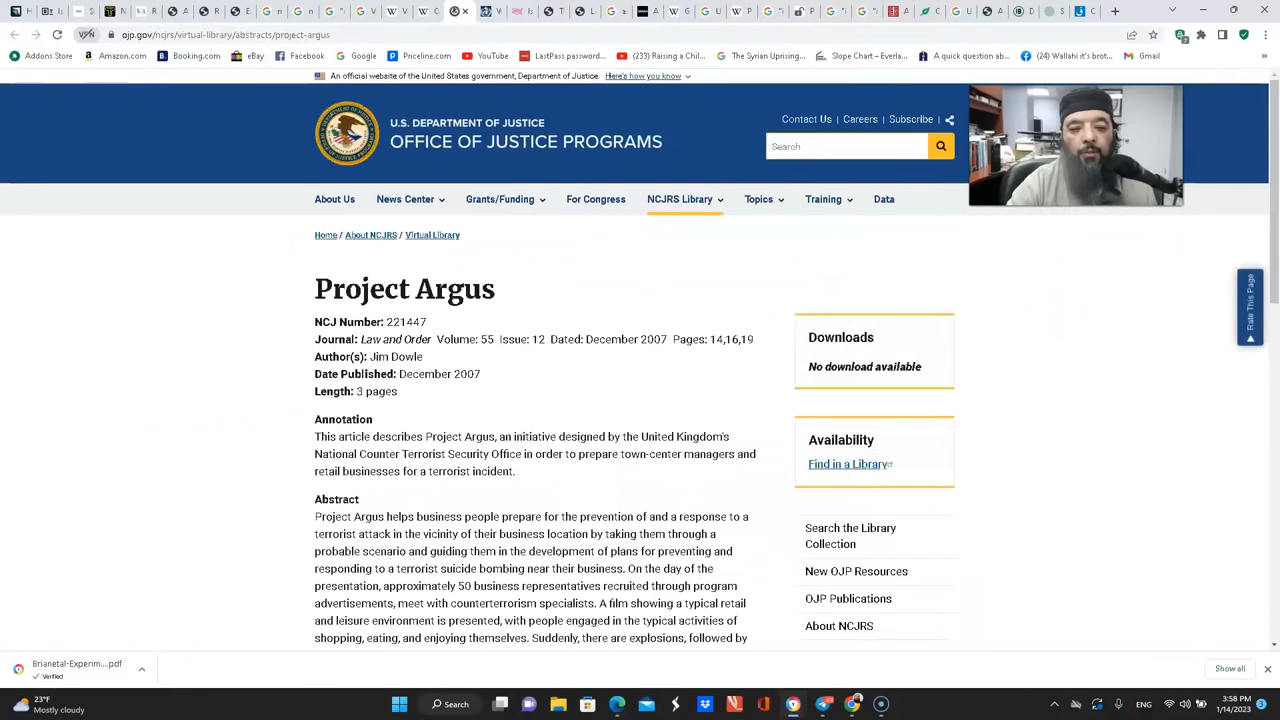 ojp.gov/ncjrs/virtual-library/abstracts/project-argus
Addons Store Amazon.com Booking.com eBay Facebook Google Priceline.com YouTube LastPass password... (233) Raising a Chil... The Syrian Uprising... Slope Chart – Everla... A quick question ab... (24) Wallahi it's brot... Gmail
An official website of the United States government, Department of Justice. Here's how you know
Contact Us | Careers | Subscribe
U.S. DEPARTMENT OF JUSTICE
OFFICE OF JUSTICE PROGRAMS
Search
About Us News Center Grants/Funding For Congress NCJRS Library Topics Training Data
Home / About NCJRS / Virtual Library
Project Argus
NCJ Number: 221447
Journal: Law and Order Volume: 55 Issue: 12 Dated: December 2007 Pages: 14,16,19
Author(s): Jim Dowle
Date Published: December 2007
Length: 3 pages
Annotation
This article describes Project Argus, an initiative designed by the United Kingdom's
National Counter Terrorist Security Office in order to prepare town-center managers and
retail businesses for a terrorist incident.
Abstract
Project Argus helps business people prepare for the prevention of and a response to a
terrorist attack in the vicinity of their business location by taking them through a
probable scenario and guiding them in the development of plans for preventing and
responding to a terrorist suicide bombing near their business. On the day of the
presentation, approximately 50 business representatives recruited through program
advertisements, meet with counterterrorism specialists. A film showing a typical retail
and leisure environment is presented, with people engaged in the typical activities of
shopping, eating, and enjoying themselves. Suddenly, there are explosions, followed by
Downloads
No download available
Availability
Find in a Library
Search the Library
Collection
New OJP Resources
OJP Publications
About NCJRS
Rate This Page
Brianetal-Experim....pdf
Verified
Show all
23°F
Mostly cloudy
Search
ENG
3:58 PM
1/14/2023